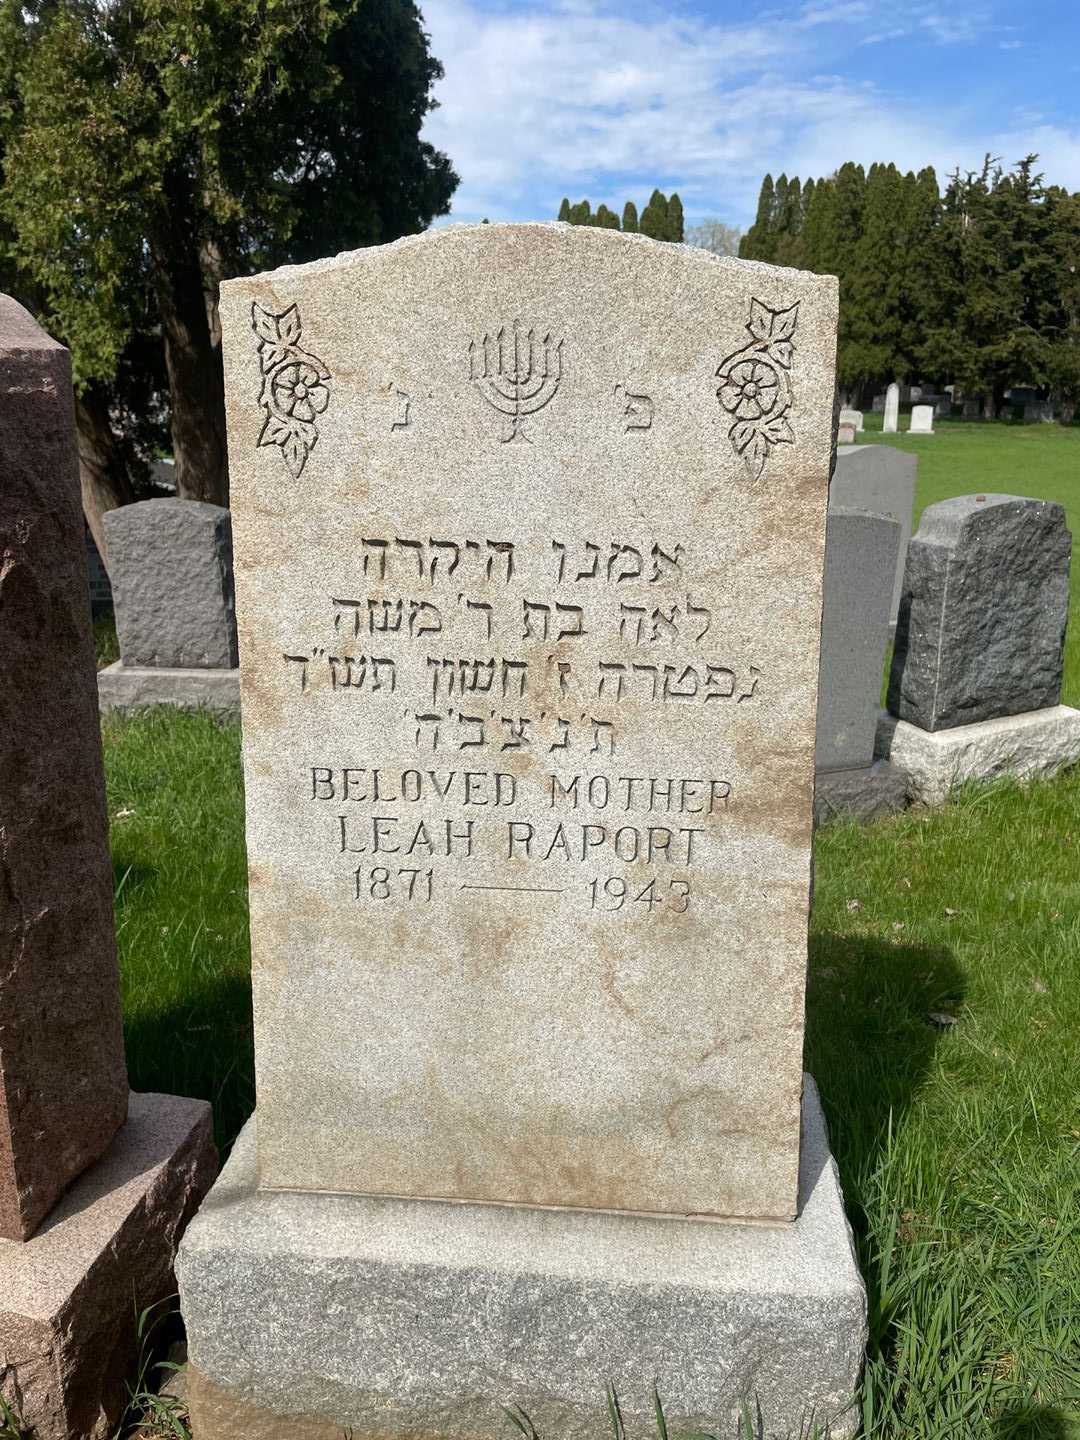 פ' נ'
אמנו היקרה
לאה בת ר' משה
נפטרה ז' חשון תש"ד
ת'נ'צ'ב'ה'
BELOVED MOTHER
LEAH RAPORT
1871 — 1943